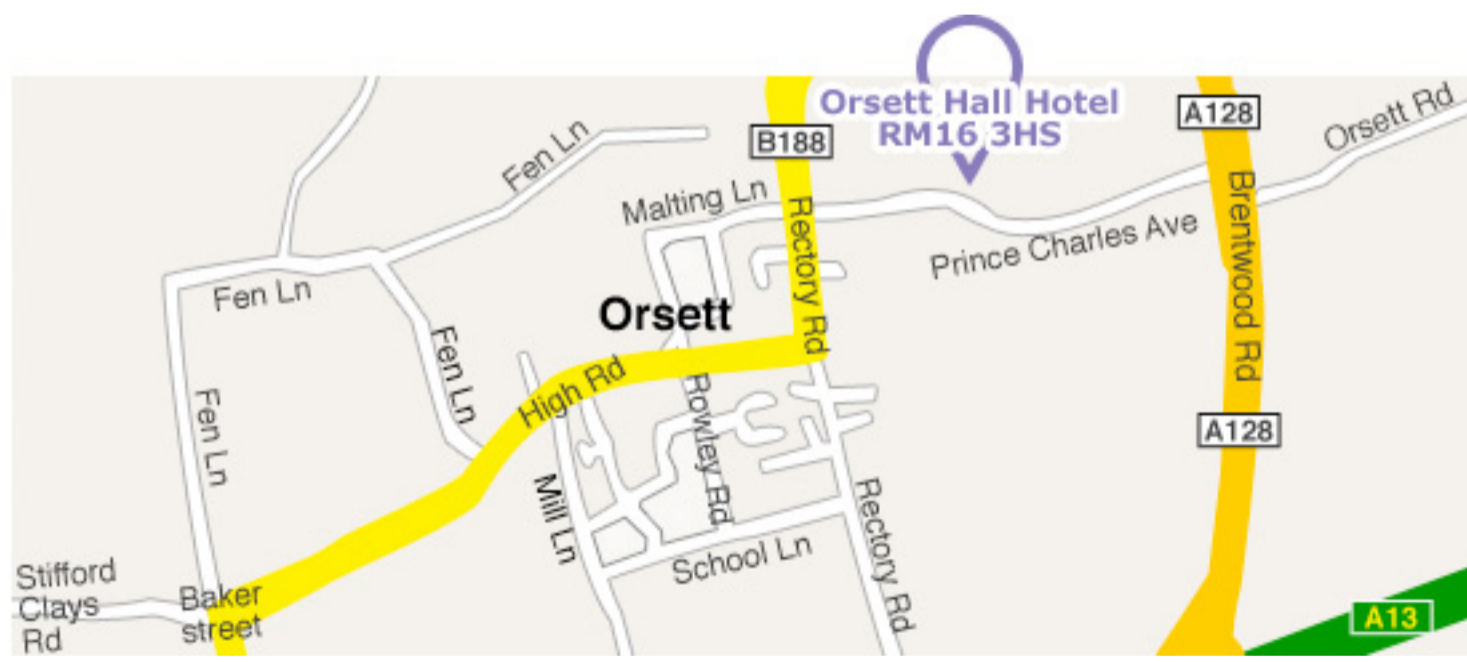 Orsett Hall Hotel
RM16 3HS
A128
Orsett Rd
B188
Fen Ln
Malting Ln
Rectory Rd
Brentwood Rd
Prince Charles Ave
Fen Ln
Orsett
Fen Ln
High Rd
Rowley Rd
Fen Ln
A128
Mill Ln
Rectory Rd
School Ln
Stifford
Clays
Rd
Baker
street
A13